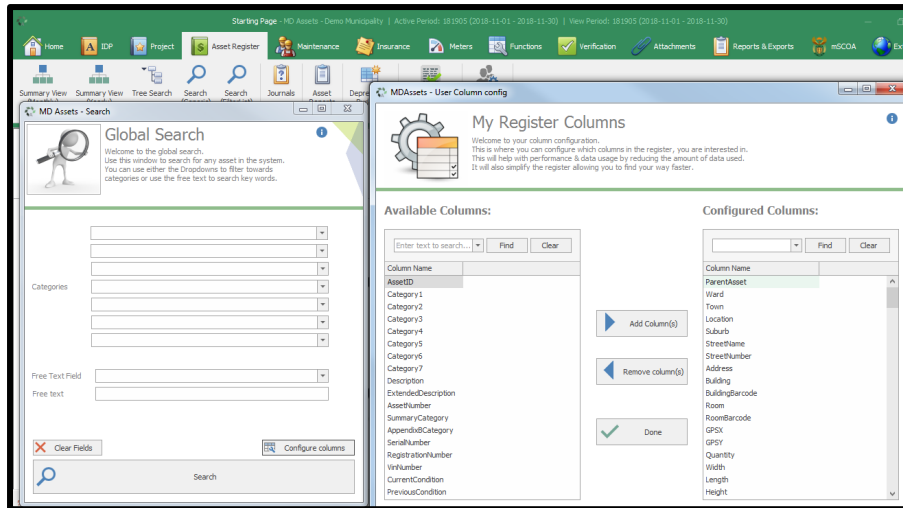 Starting Page - MD Assets - Demo Municipality | Active Period: 181905 (2018-11-01 - 2018-11-30) | View Period: 181905 (2018-11-01 - 2018-11-30)
Home IDP Project Asset Register Maintenance Insurance Meters Functions Verification Attachments Reports & Exports mSCOA Ex
Summary View Summary View Tree Search Search Search Journals Asset Depre
MD Assets - Search
Global Search
Welcome to the global search.
Use this window to search for any asset in the system.
You can use either the Dropdowns to filter towards
categories or use the free text to search key words.
Categories
Free Text Field
Free text
Clear Fields Configure columns
Search
MDAssets - User Column config
My Register Columns
Welcome to your column configuration.
This is where you can configure which columns in the register, you are interested in.
This will help with performance & data usage by reducing the amount of data used.
It will also simplify the register allowing you to find your way faster.
Available Columns:
Enter text to search... Find Clear
Column Name
AssetID
Category1
Category2
Category3
Category4
Category5
Category6
Category7
Description
ExtendedDescription
AssetNumber
SummaryCategory
AppendixBCategory
SerialNumber
RegistrationNumber
VinNumber
CurrentCondition
PreviousCondition
Add Column(s)
Remove column(s)
Done
Configured Columns:
Find Clear
Column Name
ParentAsset
Ward
Town
Location
Suburb
StreetName
StreetNumber
Address
Building
BuildingBarcode
Room
RoomBarcode
GPSX
GPSY
Quantity
Width
Length
Height